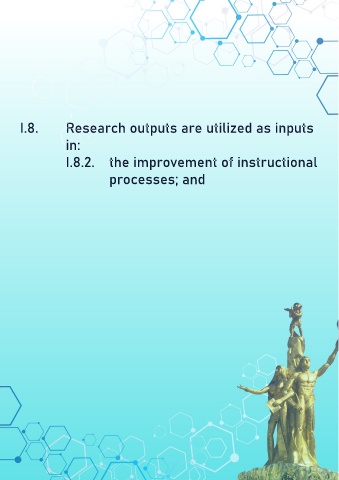 I.8. Research outputs are utilized as inputs
in:
I.8.2. the improvement of instructional
processes; and